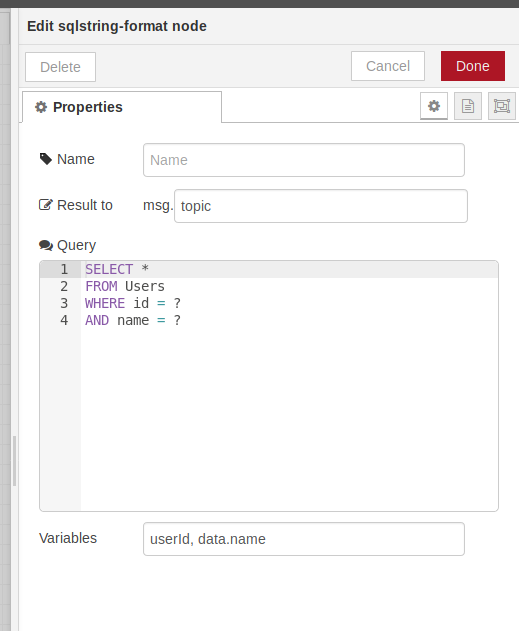 Edit sqlstring-format node
Delete
Cancel
Done
Properties
Name
Name
Result to
msg.
topic
Query
1 SELECT *
2 FROM Users
3 WHERE id = ?
4 AND name = ?
Variables
userId, data.name